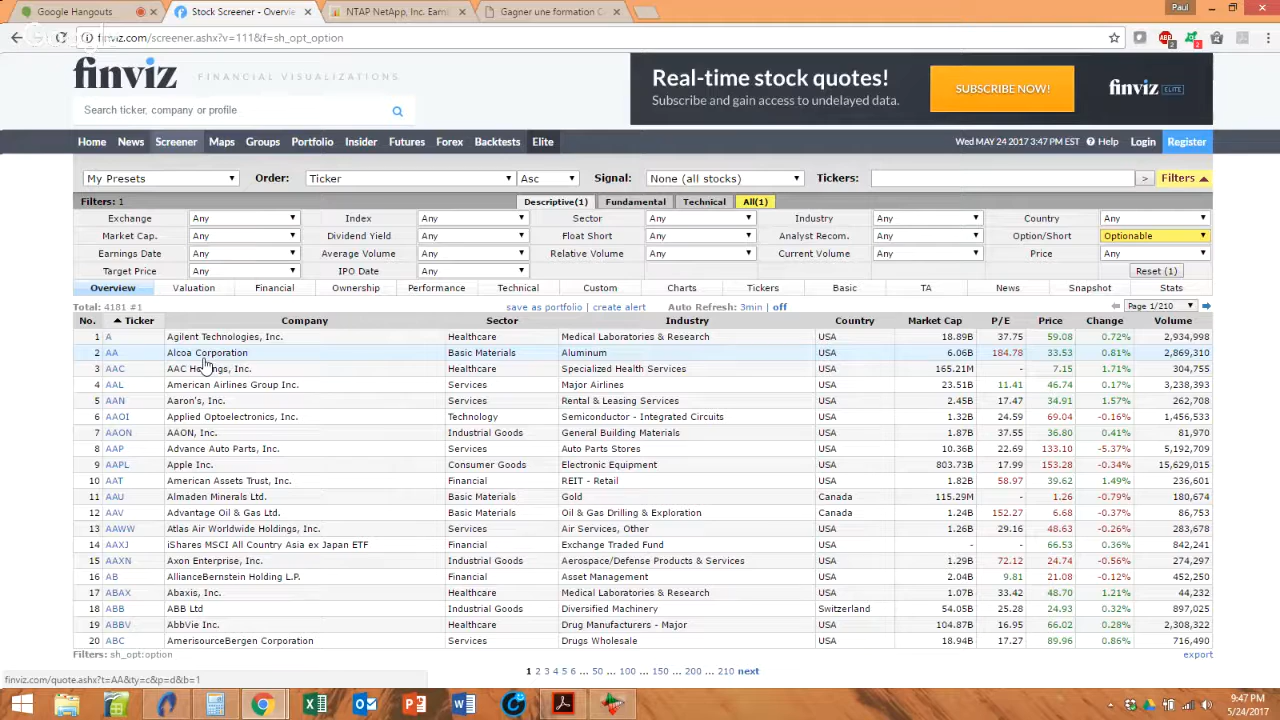 Google Hangouts
Stock Screener - Overvie
NTAP NetApp, Inc. Earni
Gagner une formation C
Paul
finviz.com/screener.ashx?v=111&f=sh_opt_option
finviz
FINANCIAL VISUALIZATIONS
Real-time stock quotes!
Subscribe and gain access to undelayed data.
SUBSCRIBE NOW!
finviz ELITE
Search ticker, company or profile
Home News Screener Maps Groups Portfolio Insider Futures Forex Backtests Elite
Wed MAY 24 2017 3:47 PM EST Help Login Register
My Presets Order: Ticker Asc Signal: None (all stocks) Tickers: > Filters
Filters: 1 Descriptive(1) Fundamental Technical All(1)
Exchange Any Index Any Sector Any Industry Any Country Any
Market Cap. Any Dividend Yield Any Float Short Any Analyst Recom. Any Option/Short Optionable
Earnings Date Any Average Volume Any Relative Volume Any Current Volume Any Price Any
Target Price Any IPO Date Any Reset (1)
Overview Valuation Financial Ownership Performance Technical Custom Charts Tickers Basic TA News Snapshot Stats
Total: 4181 #1 save as portfolio | create alert Auto Refresh: 3min | off Page 1/210
No. Ticker Company Sector Industry Country Market Cap P/E Price Change Volume
1 A Agilent Technologies, Inc. Healthcare Medical Laboratories & Research USA 18.89B 37.75 59.08 0.72% 2,934,998
2 AA Alcoa Corporation Basic Materials Aluminum USA 6.06B 184.78 33.53 0.81% 2,869,310
3 AAC AAC Holdings, Inc. Healthcare Specialized Health Services USA 165.21M - 7.15 1.71% 304,755
4 AAL American Airlines Group Inc. Services Major Airlines USA 23.51B 11.41 46.74 0.17% 3,238,393
5 AAN Aaron's, Inc. Services Rental & Leasing Services USA 2.45B 17.47 34.91 1.57% 262,708
6 AAOI Applied Optoelectronics, Inc. Technology Semiconductor - Integrated Circuits USA 1.32B 24.59 69.04 -0.16% 1,456,533
7 AAON AAON, Inc. Industrial Goods General Building Materials USA 1.87B 37.55 36.80 0.41% 81,970
8 AAP Advance Auto Parts, Inc. Services Auto Parts Stores USA 10.36B 22.69 133.10 -5.37% 5,192,709
9 AAPL Apple Inc. Consumer Goods Electronic Equipment USA 803.73B 17.99 153.28 -0.34% 15,629,015
10 AAT American Assets Trust, Inc. Financial REIT - Retail USA 1.82B 58.97 39.62 1.49% 236,601
11 AAU Almaden Minerals Ltd. Basic Materials Gold Canada 115.29M - 1.26 -0.79% 180,674
12 AAV Advantage Oil & Gas Ltd. Basic Materials Oil & Gas Drilling & Exploration Canada 1.24B 152.27 6.68 -0.37% 86,753
13 AAWW Atlas Air Worldwide Holdings, Inc. Services Air Services, Other USA 1.26B 29.16 48.63 -0.26% 283,678
14 AAXJ iShares MSCI All Country Asia ex Japan ETF Financial Exchange Traded Fund USA - - 66.53 0.36% 842,241
15 AAXN Axon Enterprise, Inc. Industrial Goods Aerospace/Defense Products & Services USA 1.29B 72.12 24.74 -0.56% 274,297
16 AB AllianceBernstein Holding L.P. Financial Asset Management USA 2.04B 9.81 21.08 -0.12% 452,250
17 ABAX Abaxis, Inc. Healthcare Medical Laboratories & Research USA 1.07B 33.42 48.70 1.21% 44,232
18 ABB ABB Ltd Industrial Goods Diversified Machinery Switzerland 54.05B 25.28 24.93 0.32% 897,025
19 ABBV AbbVie Inc. Healthcare Drug Manufacturers - Major USA 104.87B 16.95 66.02 0.28% 2,308,322
20 ABC AmerisourceBergen Corporation Services Drugs Wholesale USA 18.94B 17.27 89.96 0.86% 716,490
Filters: sh_opt:option export
1 2 3 4 5 6 ... 50 ... 100 ... 150 ... 200 ... 210 next
finviz.com/quote.ashx?t=AA&ty=c&p=d&b=1
9:47 PM
5/24/2017